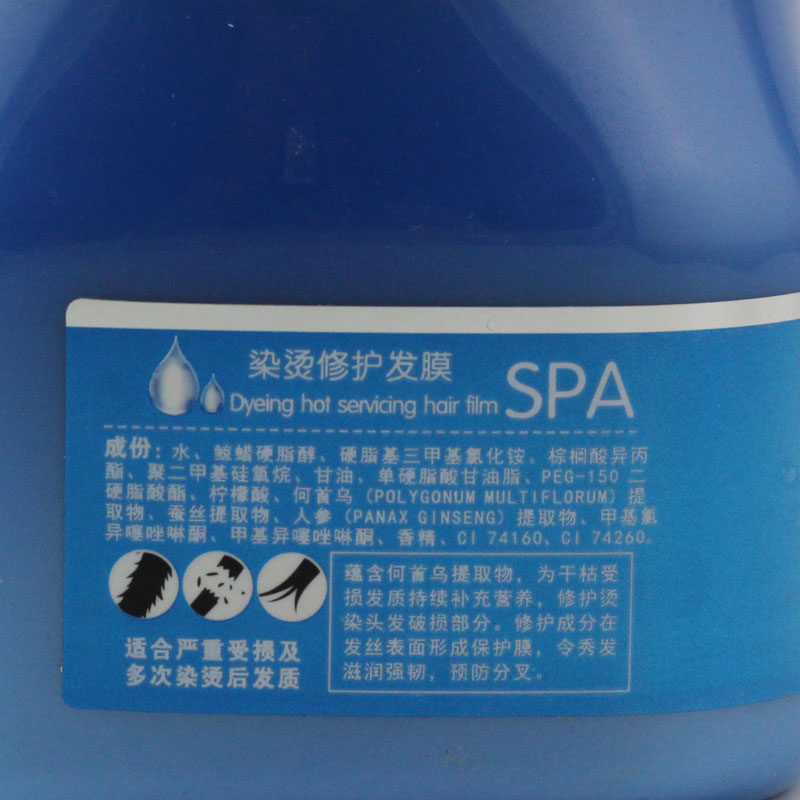 染烫修护发膜
Dyeing hot servicing hair film SPA
成份：水、鲸蜡硬脂醇、硬脂基三甲基氯化铵、棕榈酸异丙
酯、聚二甲基硅氧烷、甘油、单硬脂酸甘油脂、PEG-150 二
硬脂酸酯、柠檬酸、何首乌（POLYGONUM MULTIFLORUM）提
取物、蚕丝提取物、人参（PANAX GINSENG）提取物、甲基氯
异噻唑啉酮、甲基异噻唑啉酮、香精、CI 74160、CI 74260。
适合严重受损及
多次染烫后发质
蕴含何首乌提取物，为干枯受
损发质持续补充营养，修护烫
染头发破损部分。修护成分在
发丝表面形成保护膜，令秀发
滋润强韧，预防分叉。